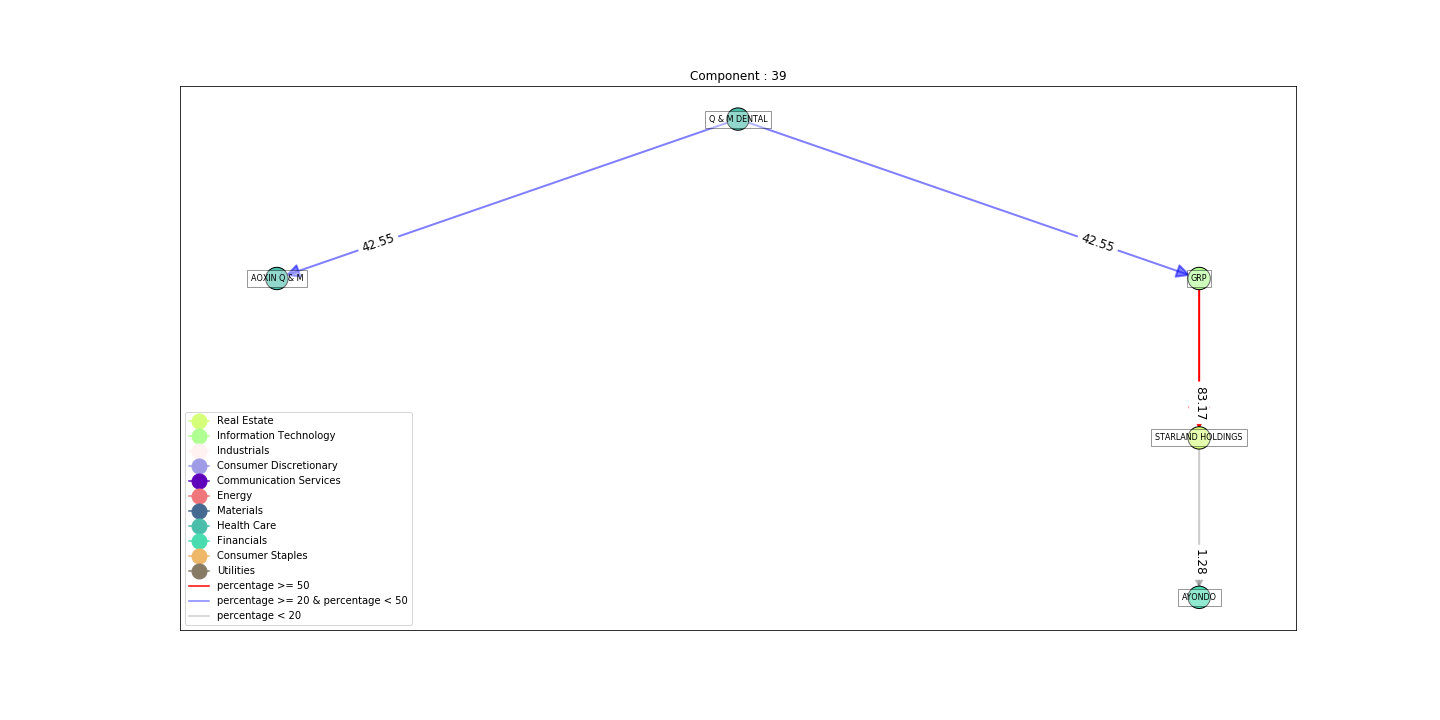 Component : 39
Q & M DENTAL
42.55
42.55
AOXIN Q & M
GRP
83.17
STARLAND HOLDINGS
1.28
AYONDO
Real Estate
Information Technology
Industrials
Consumer Discretionary
Communication Services
Energy
Materials
Health Care
Financials
Consumer Staples
Utilities
percentage >= 50
percentage >= 20 & percentage < 50
percentage < 20